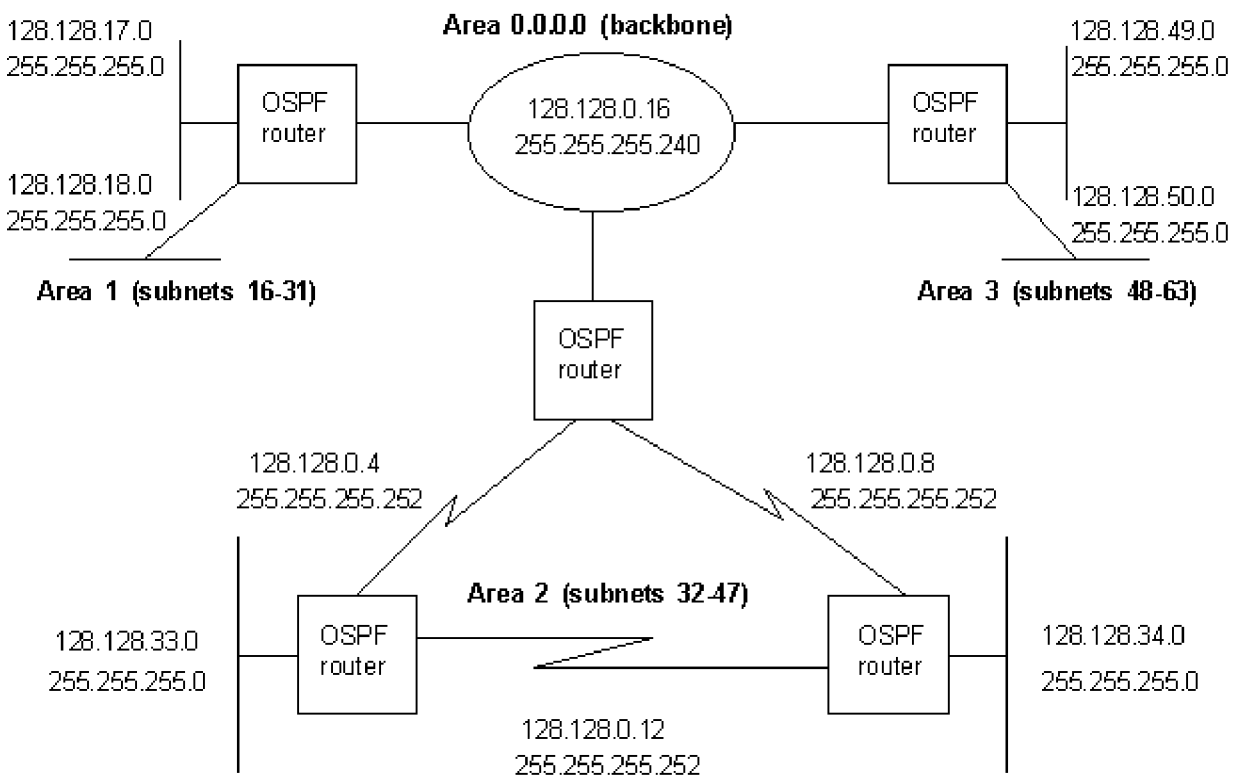 Area 0.0.0.0 (backbone)
128.128.17.0
255.255.255.0
128.128.49.0
255.255.255.0
OSPF
router
128.128.0.16
255.255.255.240
OSPF
router
128.128.18.0
255.255.255.0
128.128.50.0
255.255.255.0
Area 1 (subnets 16-31)
Area 3 (subnets 48-63)
OSPF
router
128.128.0.4
255.255.255.252
128.128.0.8
255.255.255.252
Area 2 (subnets 32-47)
128.128.33.0
255.255.255.0
OSPF
router
OSPF
router
128.128.34.0
255.255.255.0
128.128.0.12
255.255.255.252